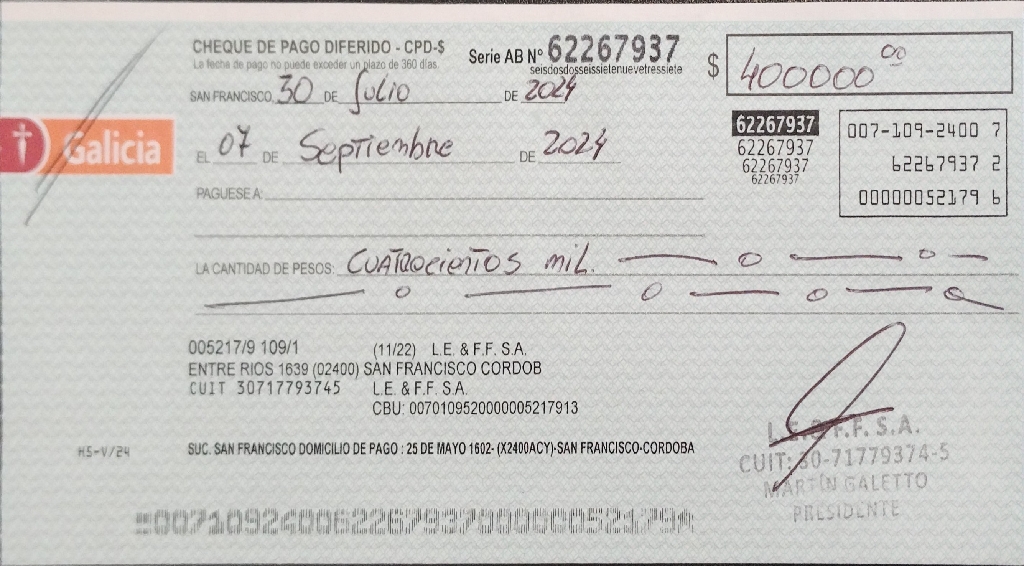 CHEQUE DE PAGO DIFERIDO - CPD-$
La fecha de pago no puede exceder un plazo de 360 días.
Serie AB Nº 62267937
seisdosdosseissietenuevetressiete
$ 400000 00
SAN FRANCISCO, 30 DE Julio DE 2024
Galicia
EL 07 DE Septiembre DE 2024
62267937
62267937
62267937
62267937
007-109-2400 7
62267937 2
00000052179 6
PAGUESE A:
LA CANTIDAD DE PESOS: CUATROCIENTOS MIL.
005217/9 109/1 (11/22) L.E. & F.F. S.A.
ENTRE RIOS 1639 (02400) SAN FRANCISCO CORDOB
CUIT 30717793745 L.E. & F.F. S.A.
CBU: 0070109520000005217913
HS-V/24
SUC. SAN FRANCISCO DOMICILIO DE PAGO : 25 DE MAYO 1602- (X2400ACY)-SAN FRANCISCO-CORDOBA
L.E. & F.F. S.A.
CUIT: 30-71779374-5
MARTÍN GALETTO
PRESIDENTE